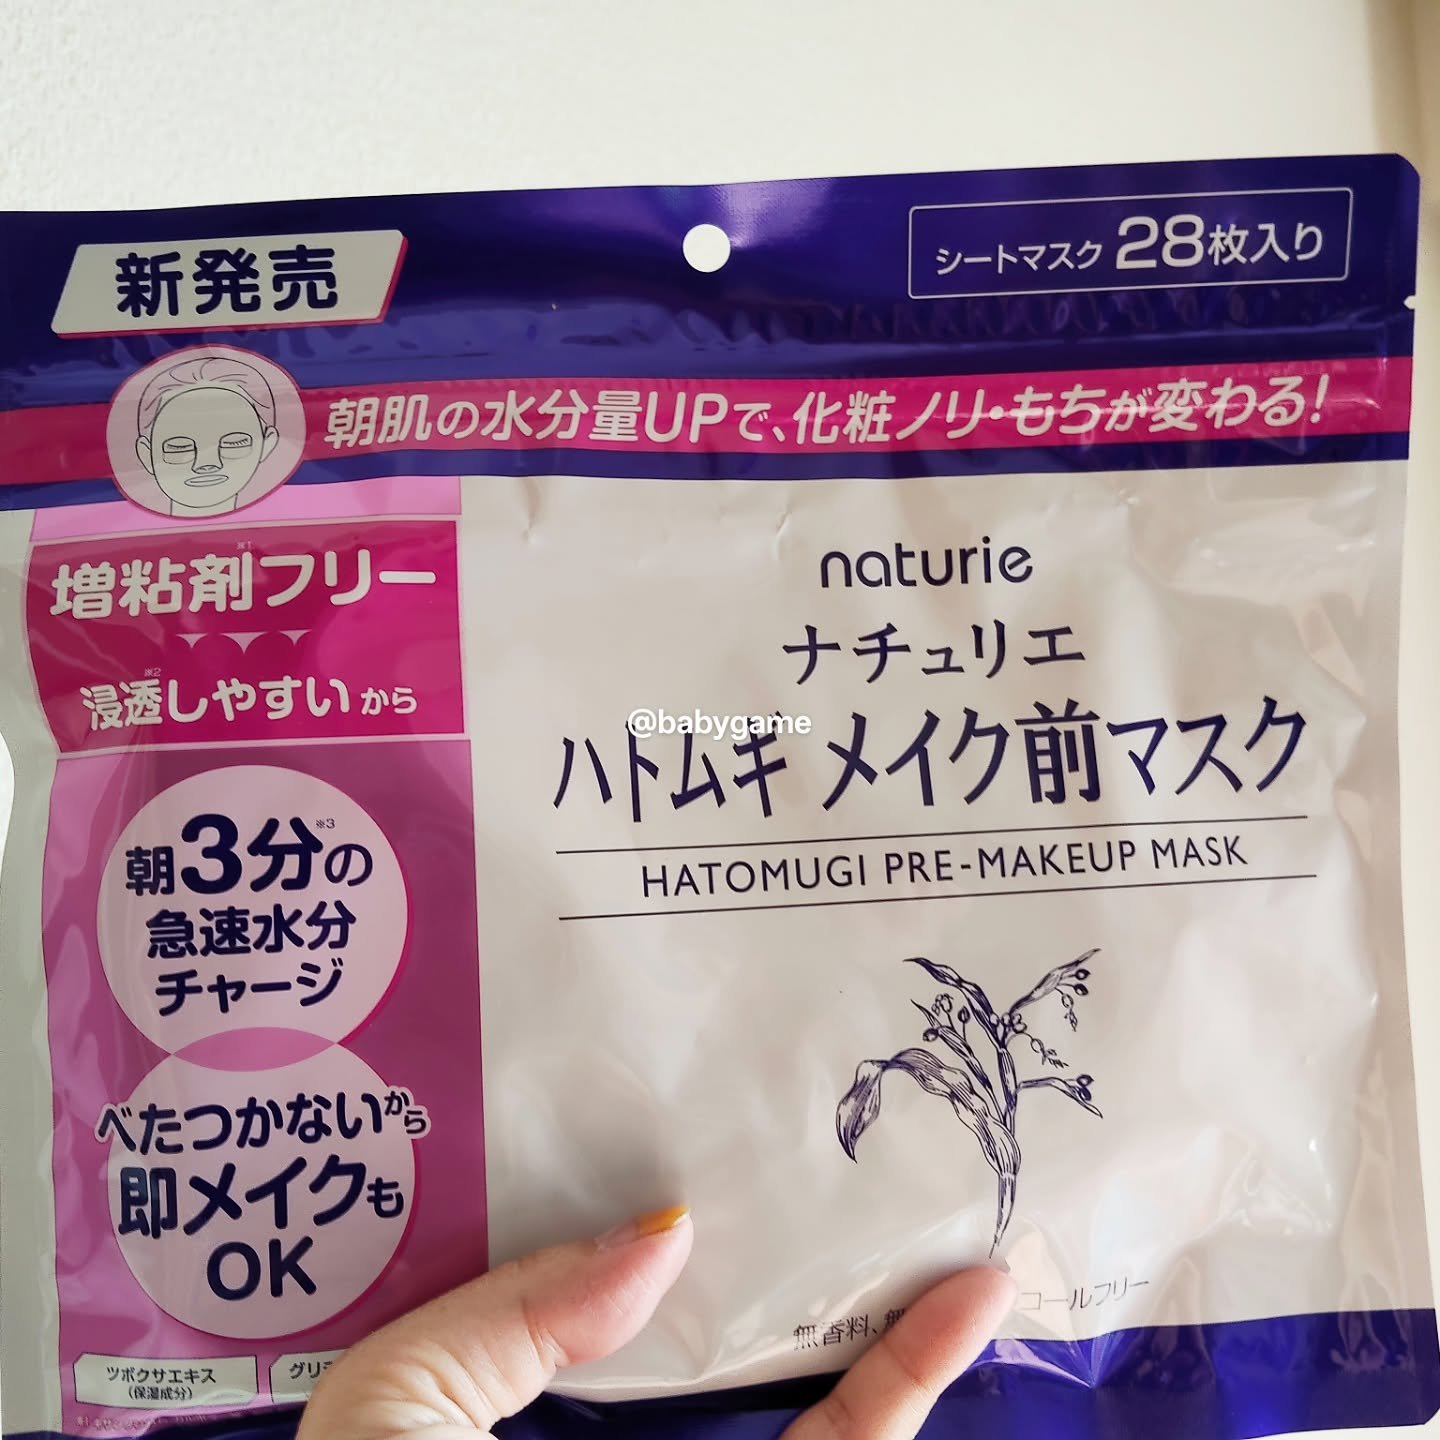 新発売
シートマスク 28枚入り
朝肌の水分量UPで、化粧ノリ・もちが変わる!
増粘剤フリー※1
浸透※2しやすいから
朝3分※3の
急速水分
チャージ
べたつかないから
即メイクも
OK
naturie
ナチュリエ
@babygame
ハトムギ メイク前マスク
HATOMUGI PRE-MAKEUP MASK
無香料、コールフリー
ツボクサエキス
(保湿成分)